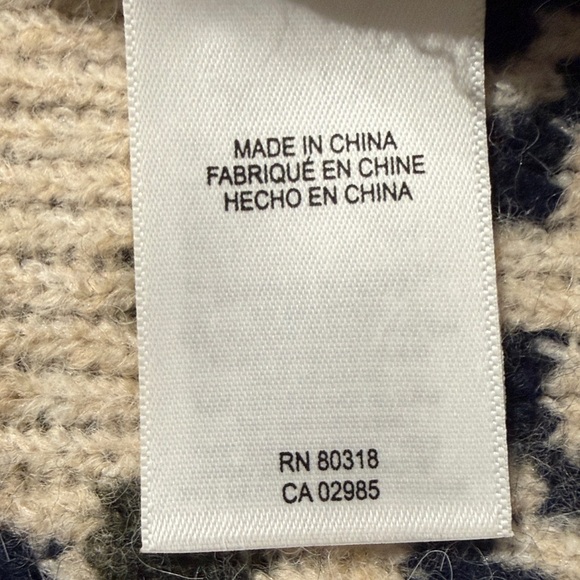 MADE IN CHINA
FABRIQUÉ EN CHINE
HECHO EN CHINA
RN 80318
CA 02985